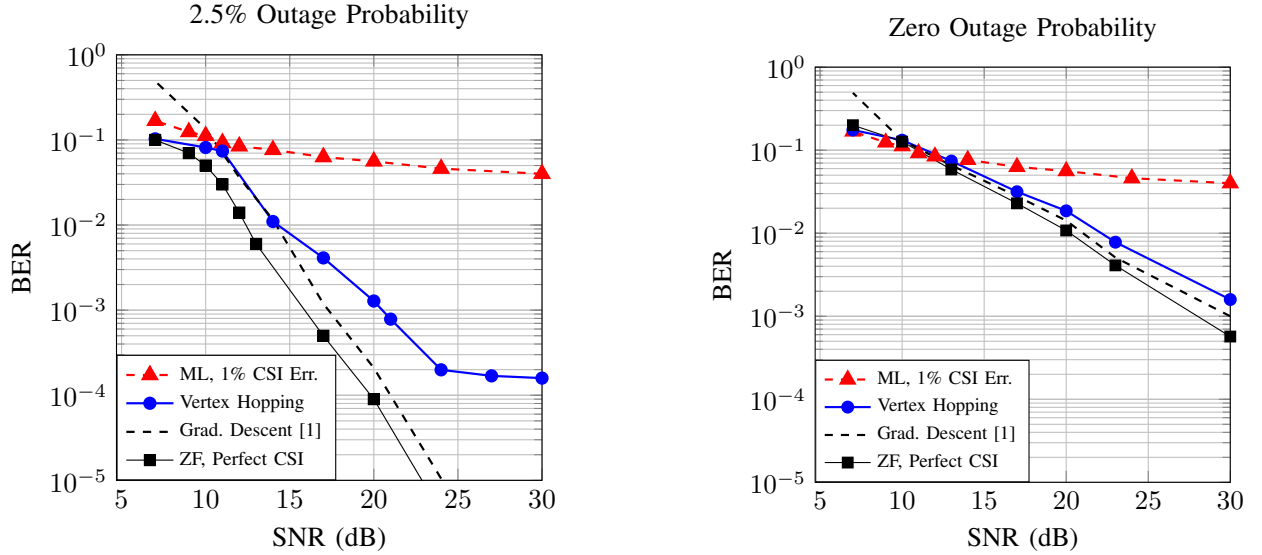 2.5% Outage Probability
10^0
10^-1
10^-2
10^-3
10^-4
10^-5
BER
ML, 1% CSI Err.
Vertex Hopping
Grad. Descent [1]
ZF, Perfect CSI
5 10 15 20 25 30
SNR (dB)
Zero Outage Probability
10^0
10^-1
10^-2
10^-3
10^-4
10^-5
BER
ML, 1% CSI Err.
Vertex Hopping
Grad. Descent [1]
ZF, Perfect CSI
5 10 15 20 25 30
SNR (dB)